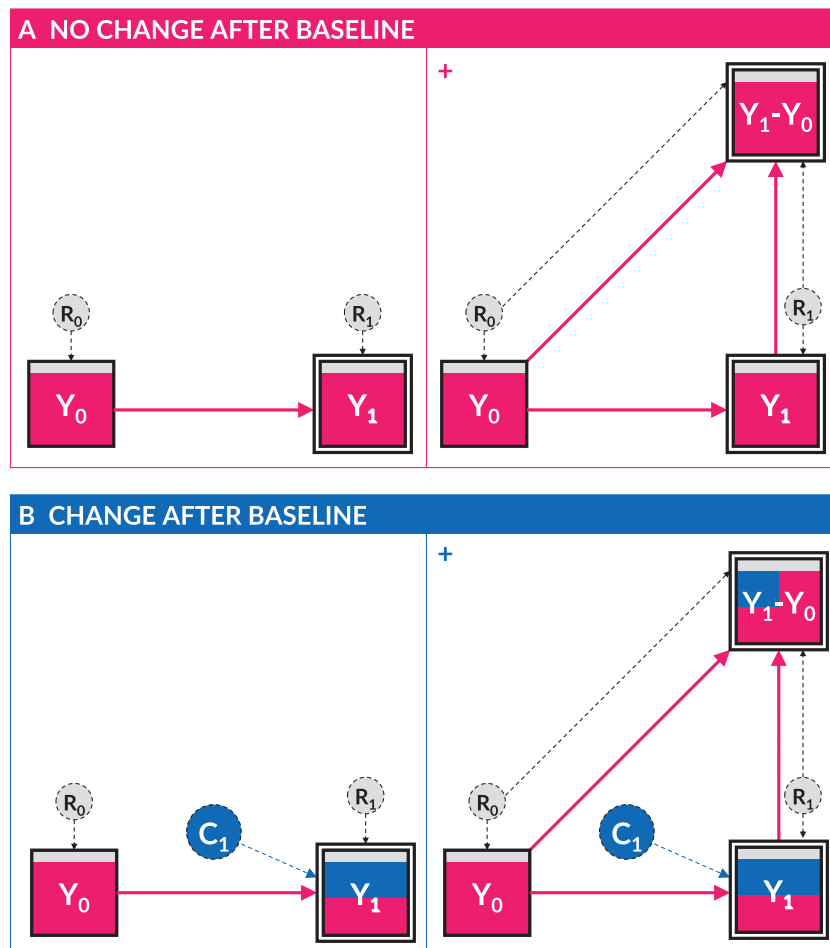 A NO CHANGE AFTER BASELINE
+
Y₁-Y₀
R₀
R₁
R₀
R₁
Y₀
Y₁
Y₀
Y₁
B CHANGE AFTER BASELINE
+
Y₁-Y₀
R₀
R₁
R₀
R₁
C₁
C₁
Y₀
Y₁
Y₀
Y₁